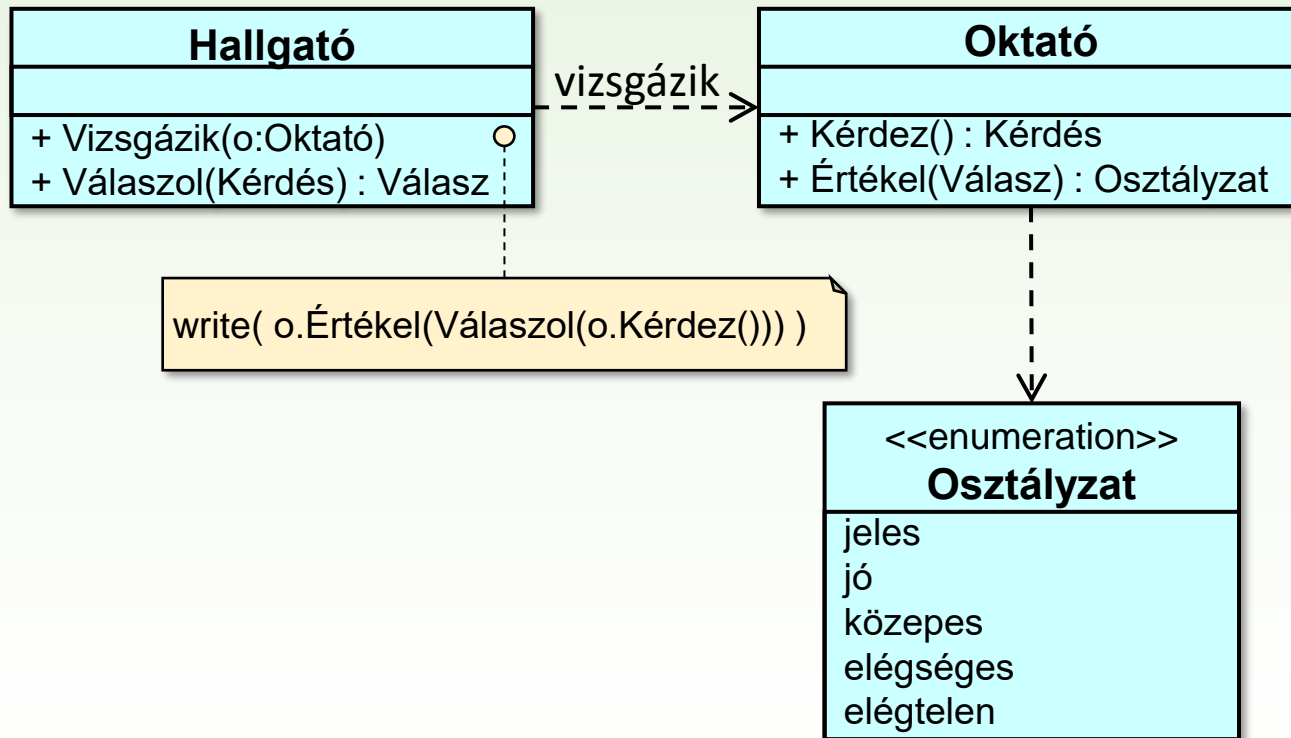 Hallgató
+ Vizsgázik(o:Oktató)
+ Válaszol(Kérdés) : Válasz
vizsgázik
Oktató
+ Kérdez() : Kérdés
+ Értékel(Válasz) : Osztályzat
write( o.Értékel(Válaszol(o.Kérdez())) )
<<enumeration>>
Osztályzat
jeles
jó
közepes
elégséges
elégtelen